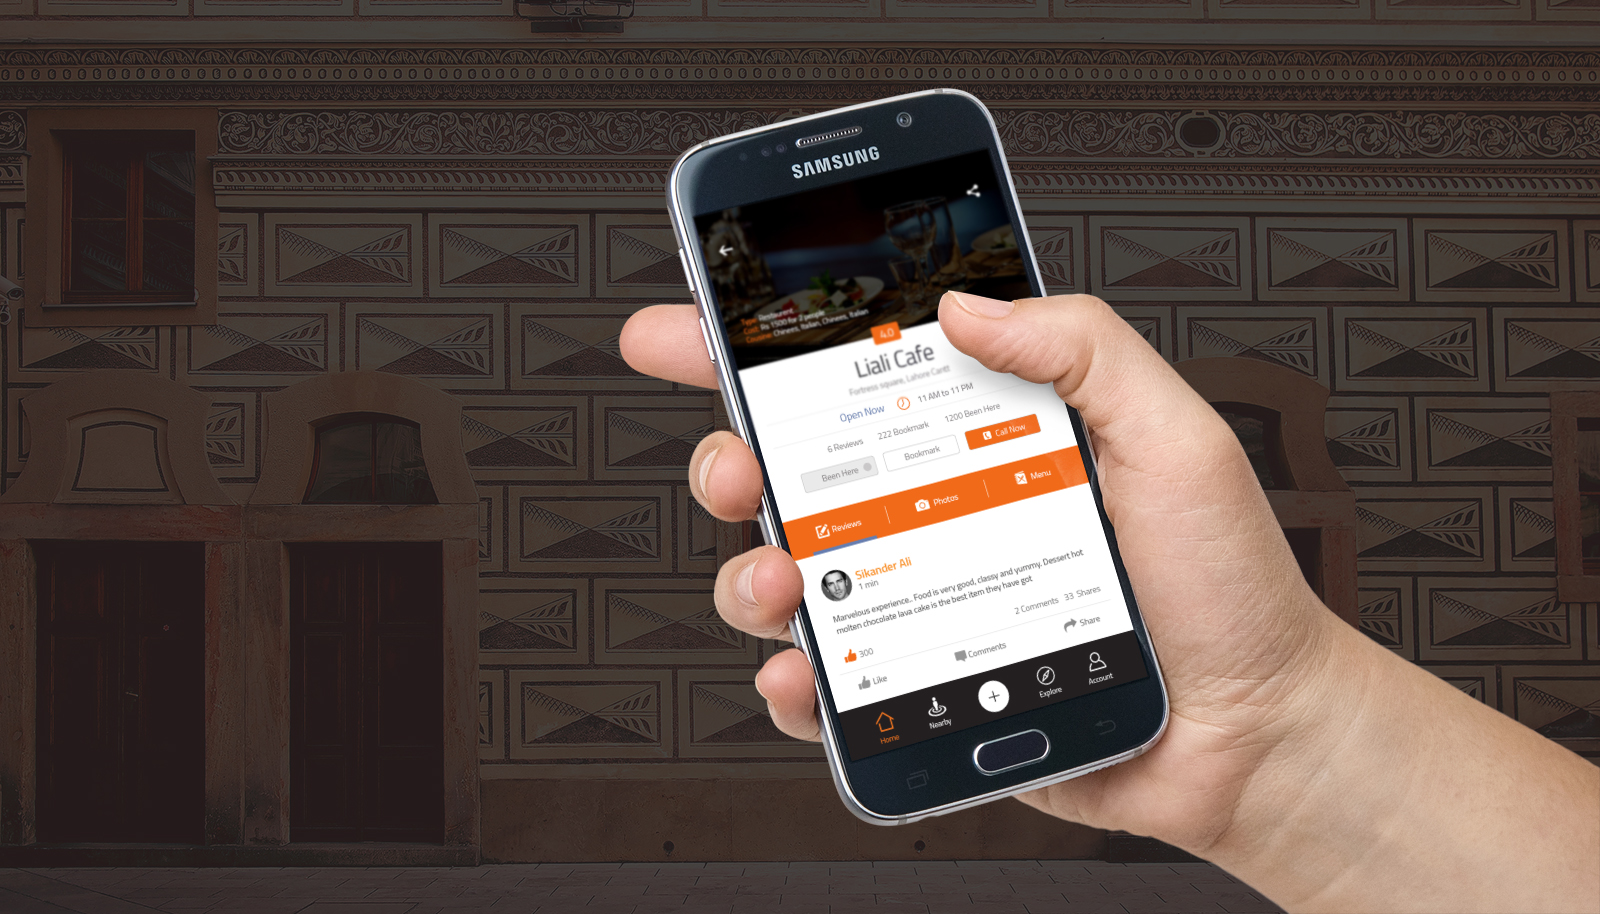 SAMSUNG
Type: Restaurent
Cost: Rs 1500 for 2 people
Cousine: Chinees, Italian, Chinees, Italian
4.0
Liali Cafe
Fortress square, Lahore Cantt
Open Now 11 AM to 11 PM
6 Reviews 222 Bookmark 1200 Been Here
Been Here Bookmark Call Now
Reviews Photos Menu
Sikander Ali
1 min
Marvelous experience.. Food is very good, classy and yummy. Dessert hot
molten chocolate lava cake is the best item they have got
2 Comments 33 Shares
300
Like Comments Share
Home Nearby Explore Account